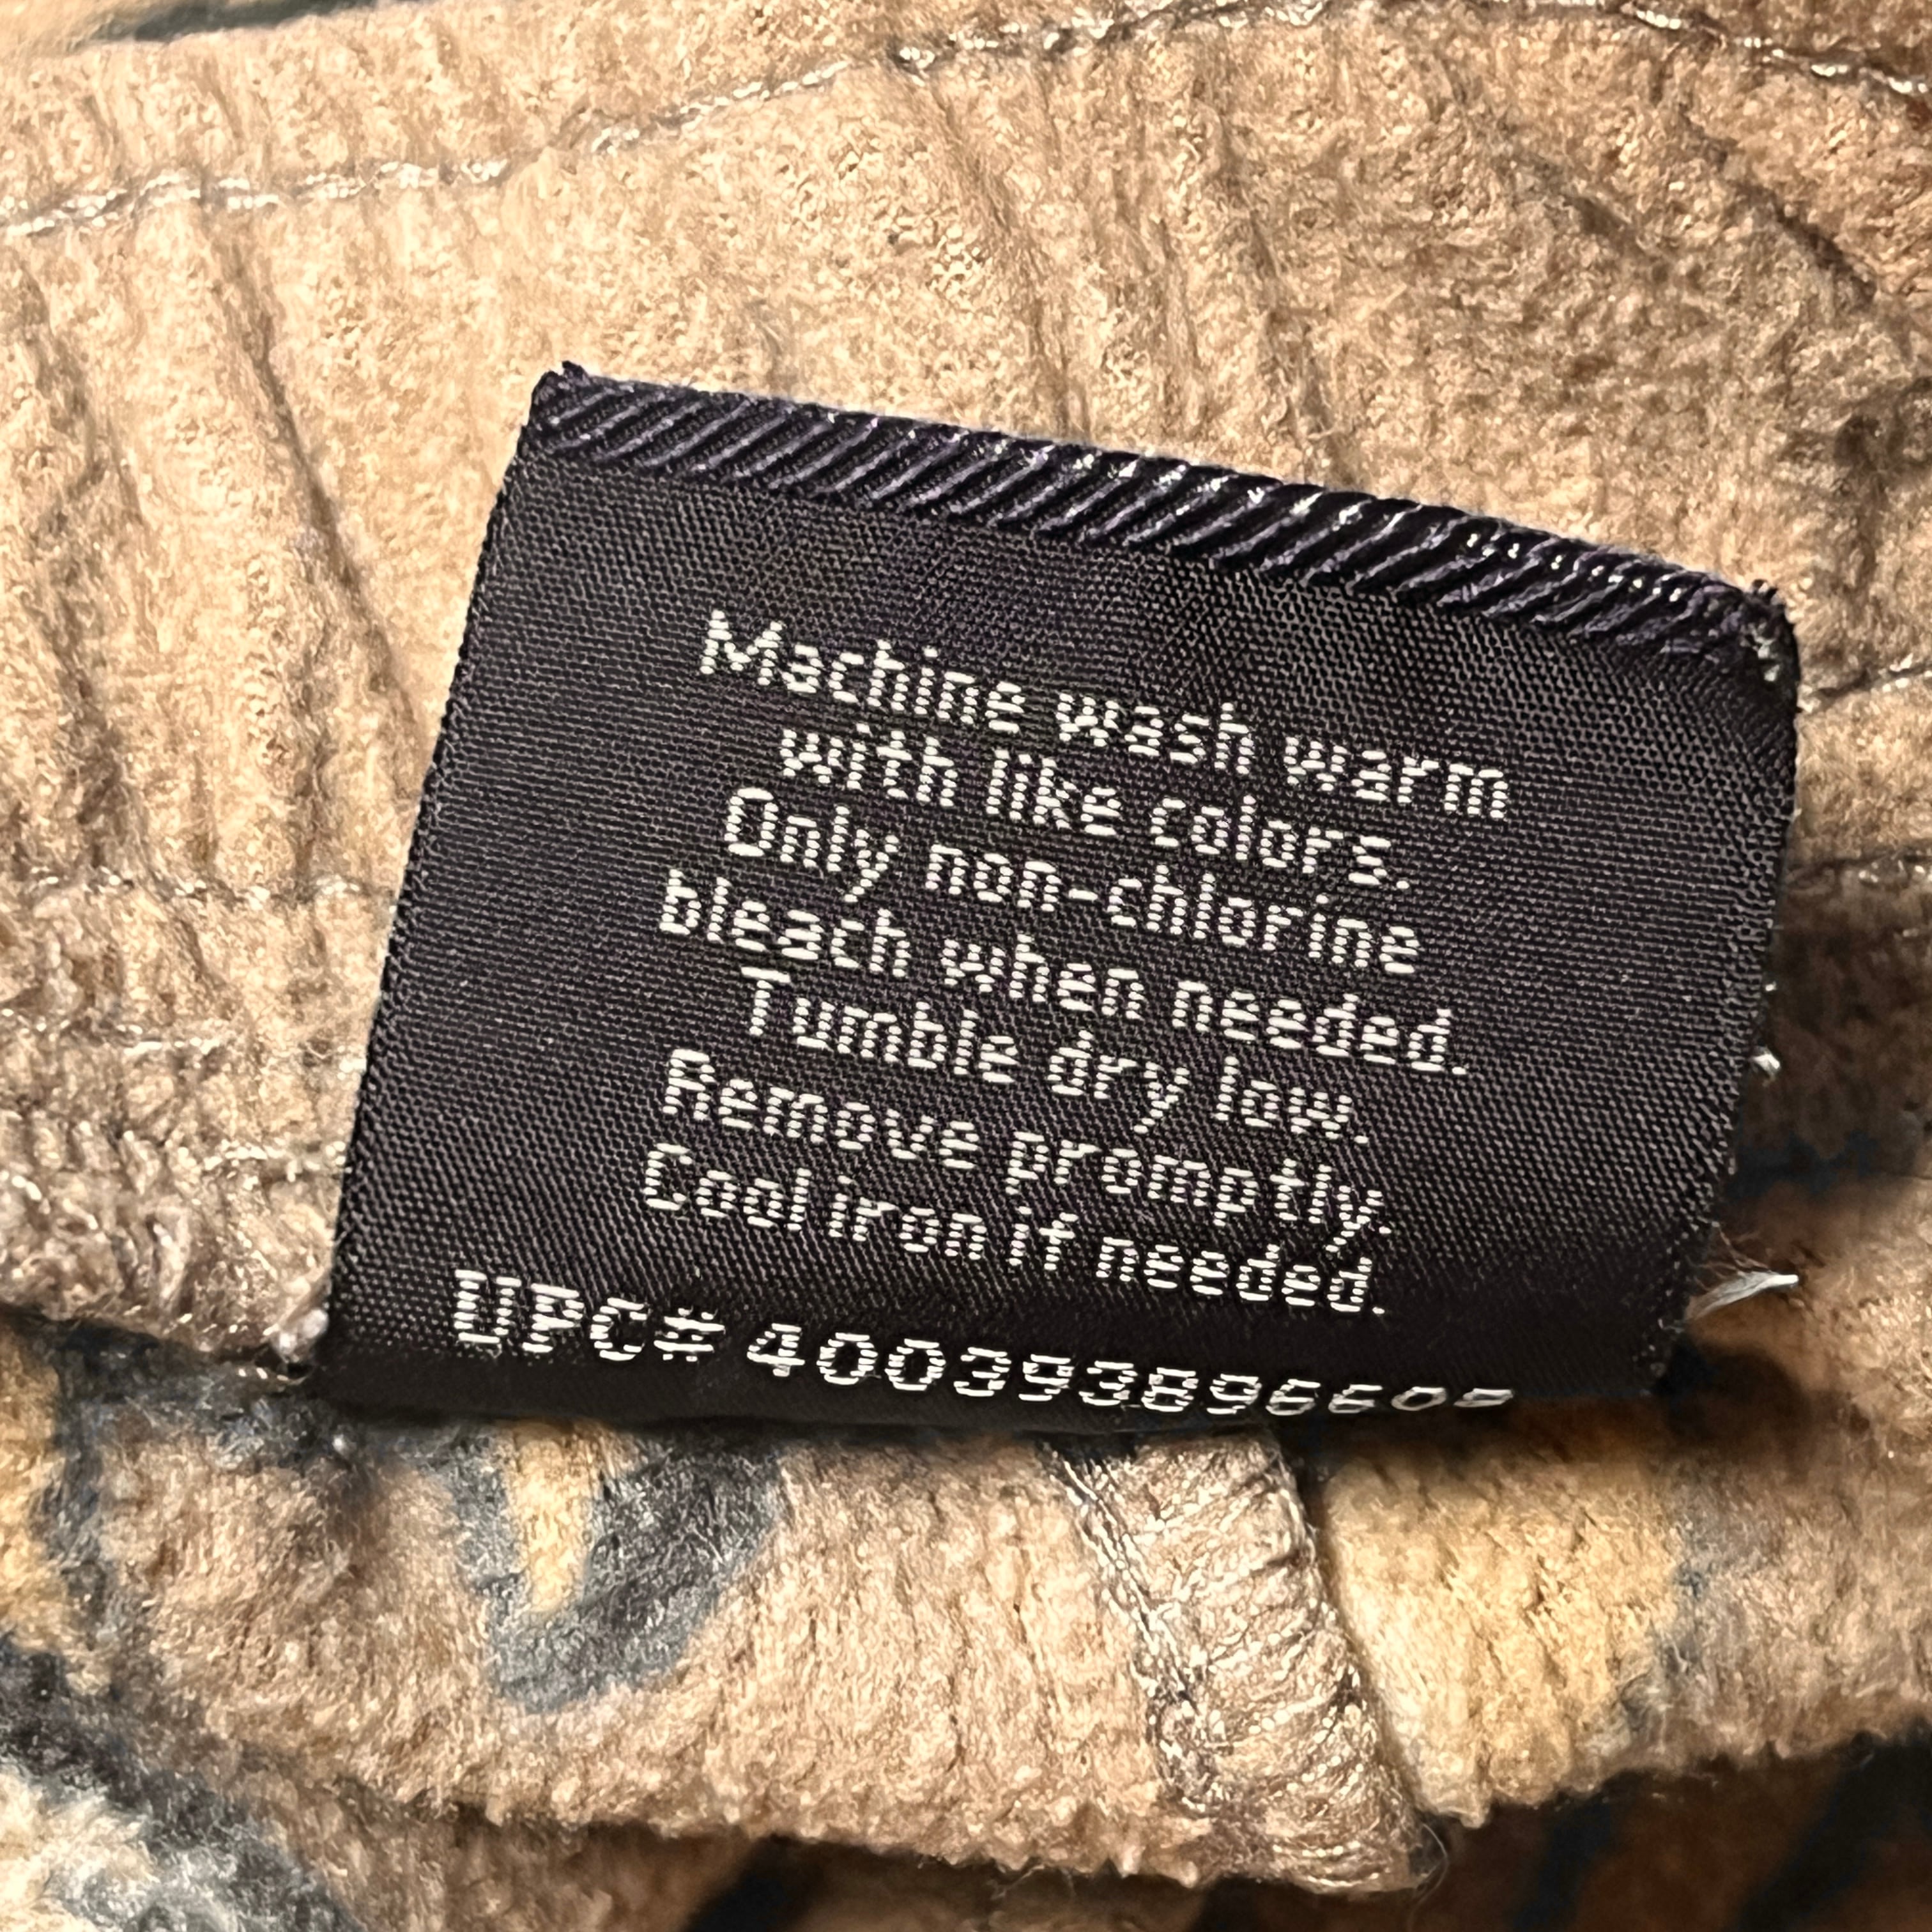 Machine wash warm
with like colors.
Only non-chlorine
bleach when needed.
Tumble dry low.
Remove promptly.
Cool iron if needed.
UPC#